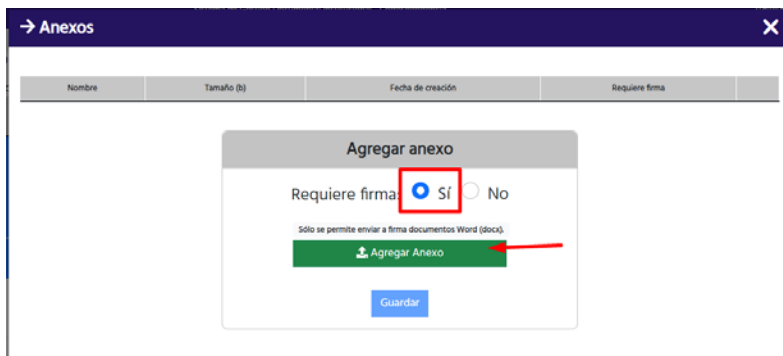 → Anexos
Nombre Tamaño (b) Fecha de creación Requiere firma
Agregar anexo
Requiere firma: Sí No
Sólo se permite enviar a firma documentos Word (docx).
Agregar Anexo
Guardar